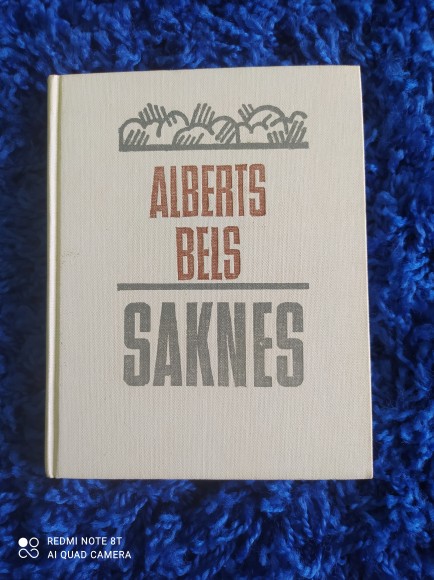 ALBERTS
BELS
SAKNES
REDMI NOTE 8T
AI QUAD CAMERA